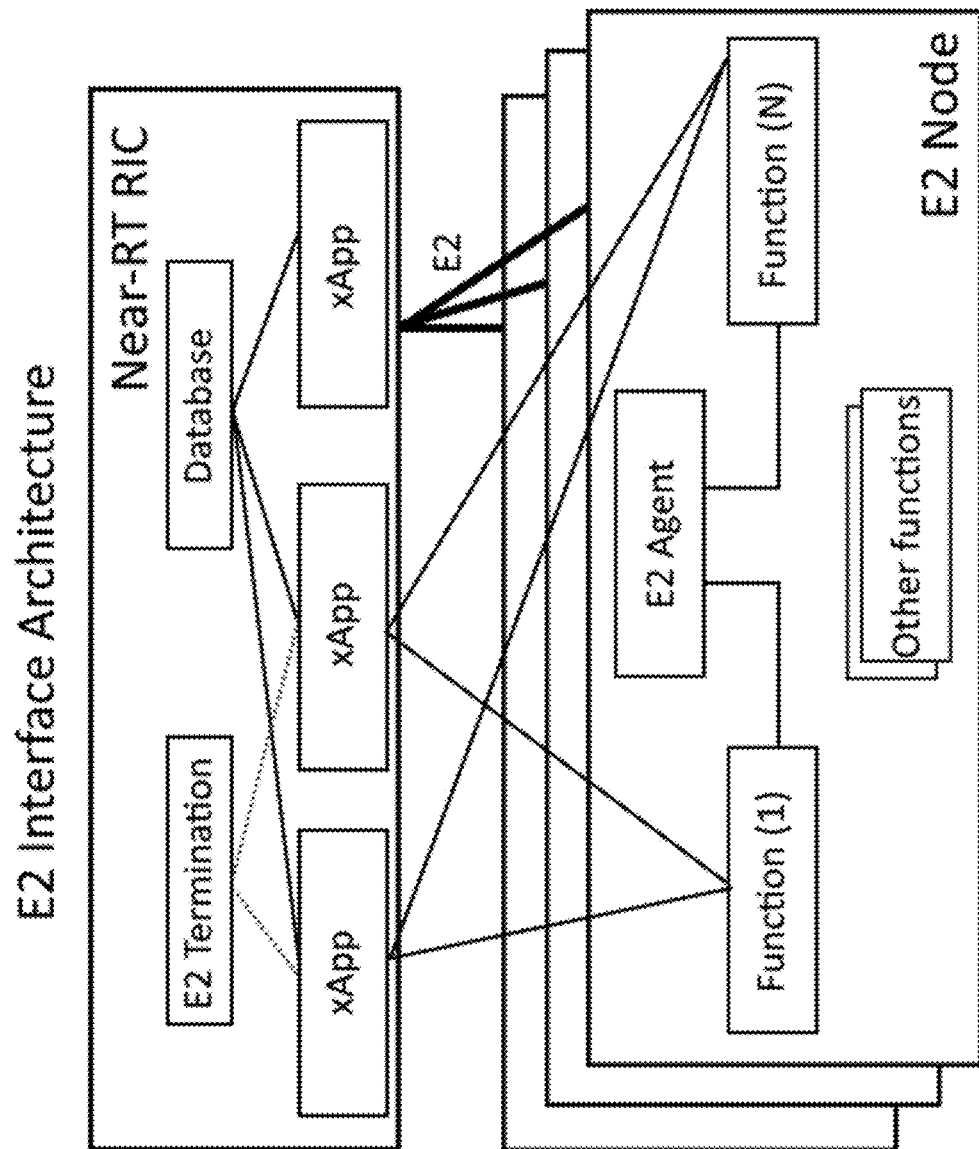 E2 Interface Architecture
Near-RT RIC
E2 Termination
Database
xApp
xApp
xApp
E2
E2 Agent
Function (1)
Function (N)
Other functions
E2 Node